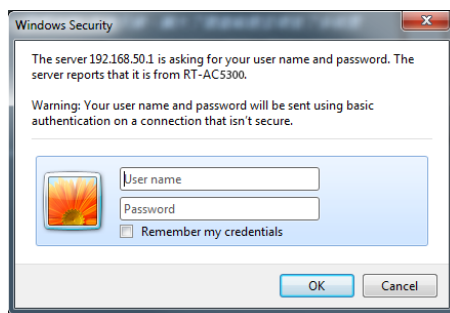 Windows Security
The server 192.168.50.1 is asking for your user name and password. The
server reports that it is from RT-AC5300.
Warning: Your user name and password will be sent using basic
authentication on a connection that isn't secure.
User name
Password
Remember my credentials
OK
Cancel